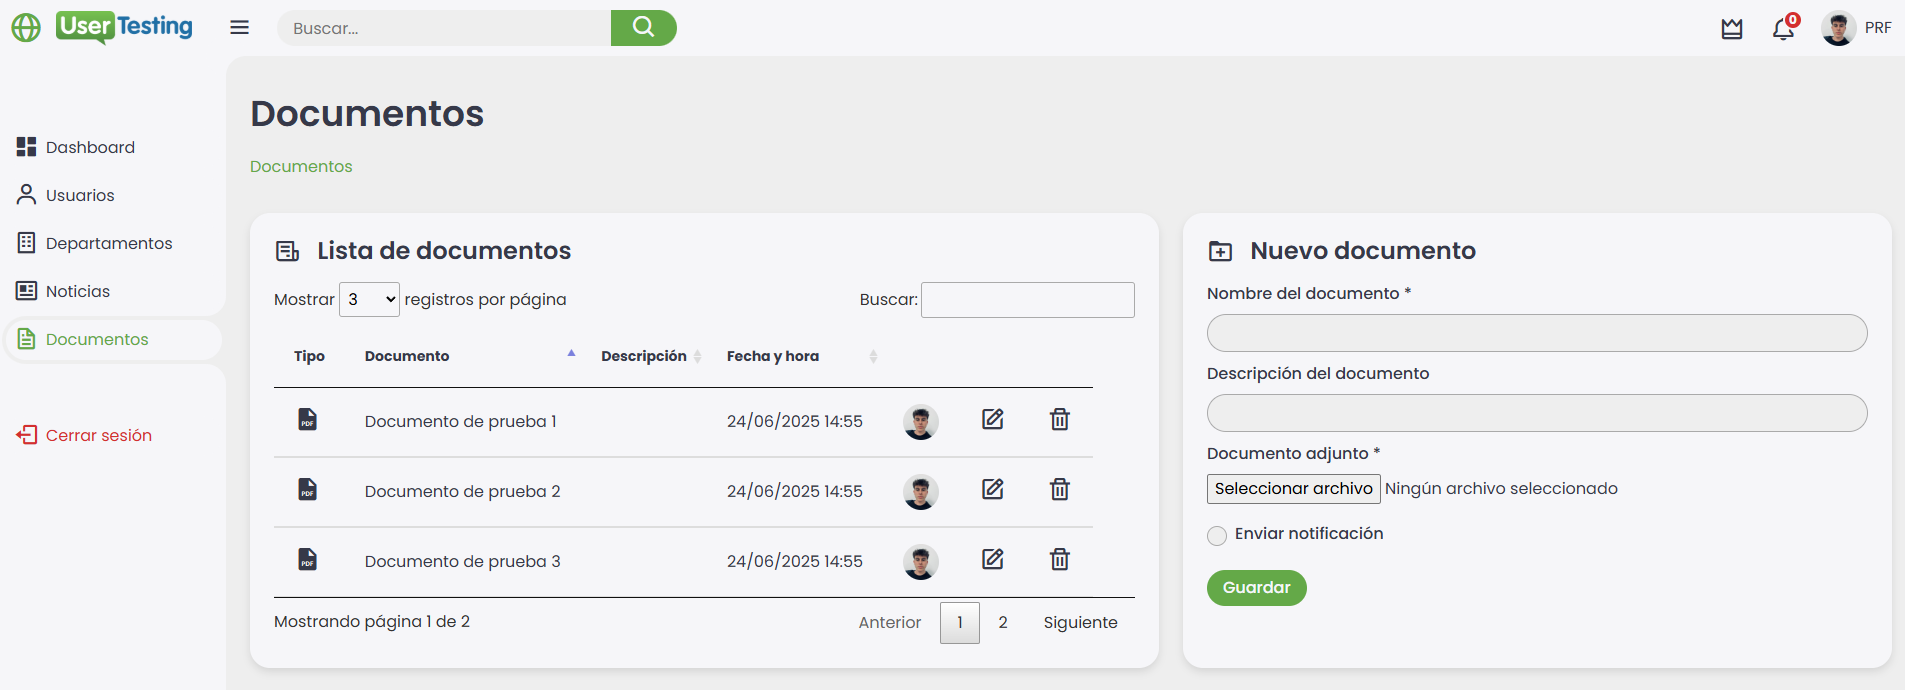 User Testing
Buscar...
0
PRF
Dashboard
Usuarios
Departamentos
Noticias
Documentos
Cerrar sesión
Documentos
Documentos
Lista de documentos
Mostrar 3 registros por página
Buscar:
Tipo Documento Descripción Fecha y hora
PDF Documento de prueba 1 24/06/2025 14:55
PDF Documento de prueba 2 24/06/2025 14:55
PDF Documento de prueba 3 24/06/2025 14:55
Mostrando página 1 de 2
Anterior 1 2 Siguiente
Nuevo documento
Nombre del documento *
Descripción del documento
Documento adjunto *
Seleccionar archivo Ningún archivo seleccionado
Enviar notificación
Guardar